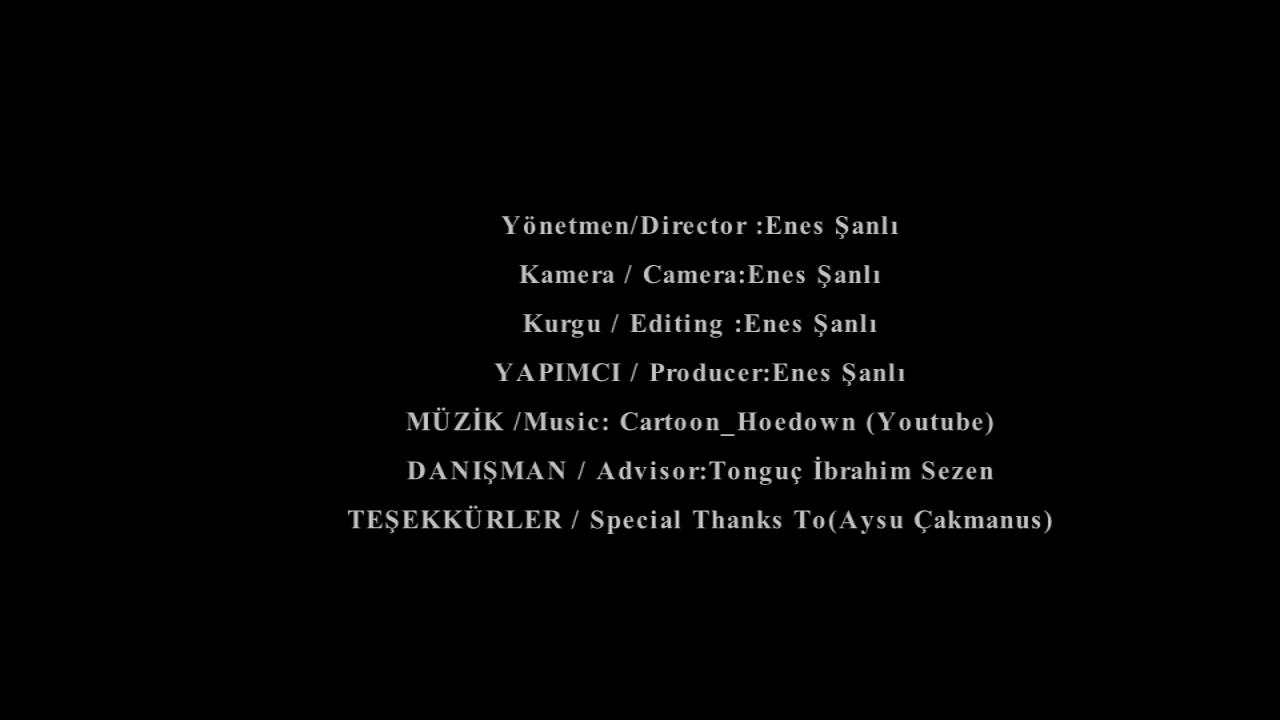 Yönetmen/Director :Enes Şanlı
Kamera / Camera:Enes Şanlı
Kurgu / Editing :Enes Şanlı
YAPIMCI / Producer:Enes Şanlı
MÜZİK /Music: Cartoon_Hoedown (Youtube)
DANIŞMAN / Advisor:Tonguç İbrahim Sezen
TEŞEKKÜRLER / Special Thanks To(Aysu Çakmanus)